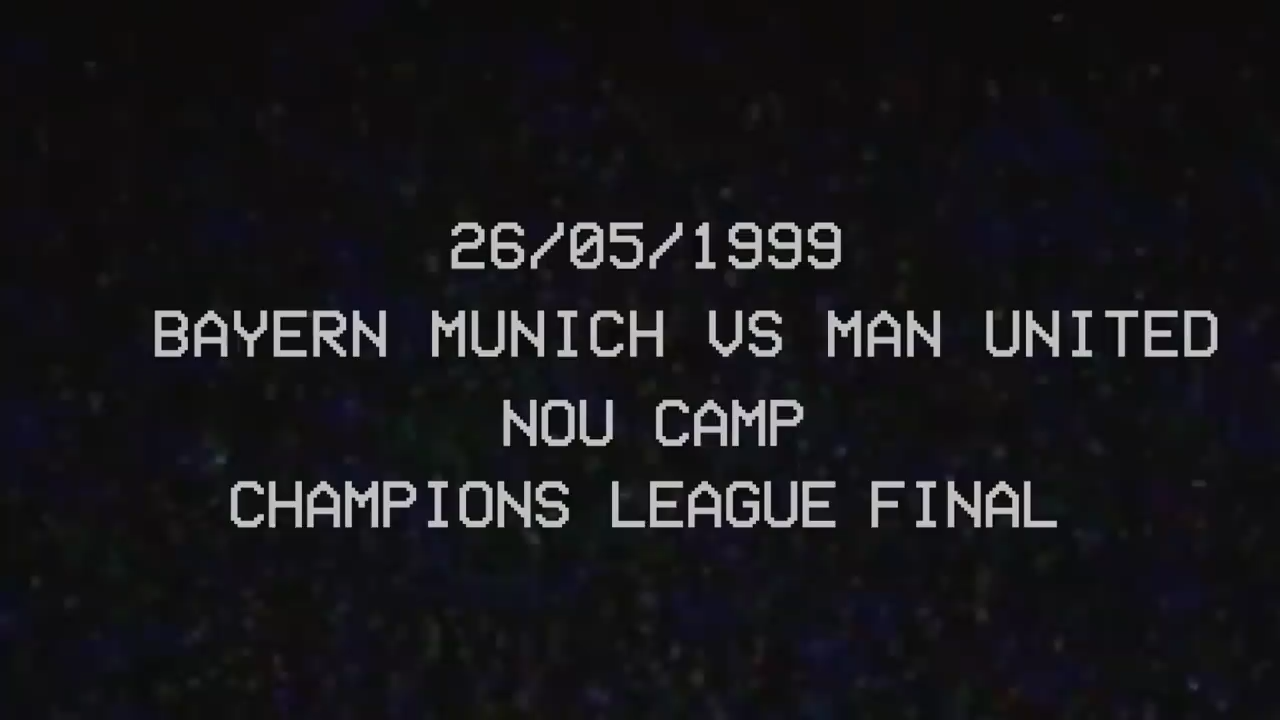 26/05/1999
BAYERN MUNICH VS MAN UNITED
NOU CAMP
CHAMPIONS LEAGUE FINAL